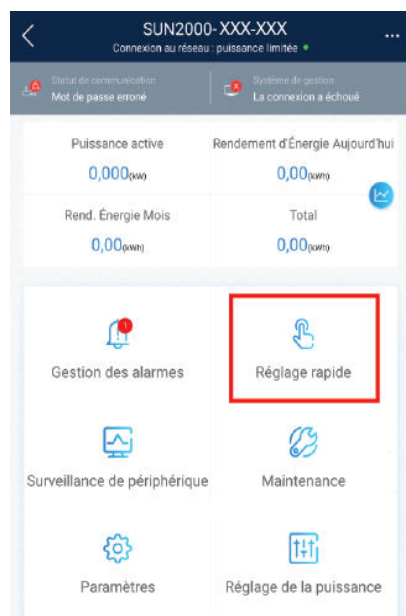 SUN2000-XXX-XXX
Connexion au réseau : puissance limitée
Statut de communication
Mot de passe erroné
Système de gestion
La connexion a échoué
Puissance active
0,000(kW)
Rendement d'Énergie Aujourd'hui
0,00(kWh)
Rend. Énergie Mois
0,00(kWh)
Total
0,00(kWh)
1
Gestion des alarmes
Réglage rapide
Surveillance de périphérique
Maintenance
Paramètres
Réglage de la puissance